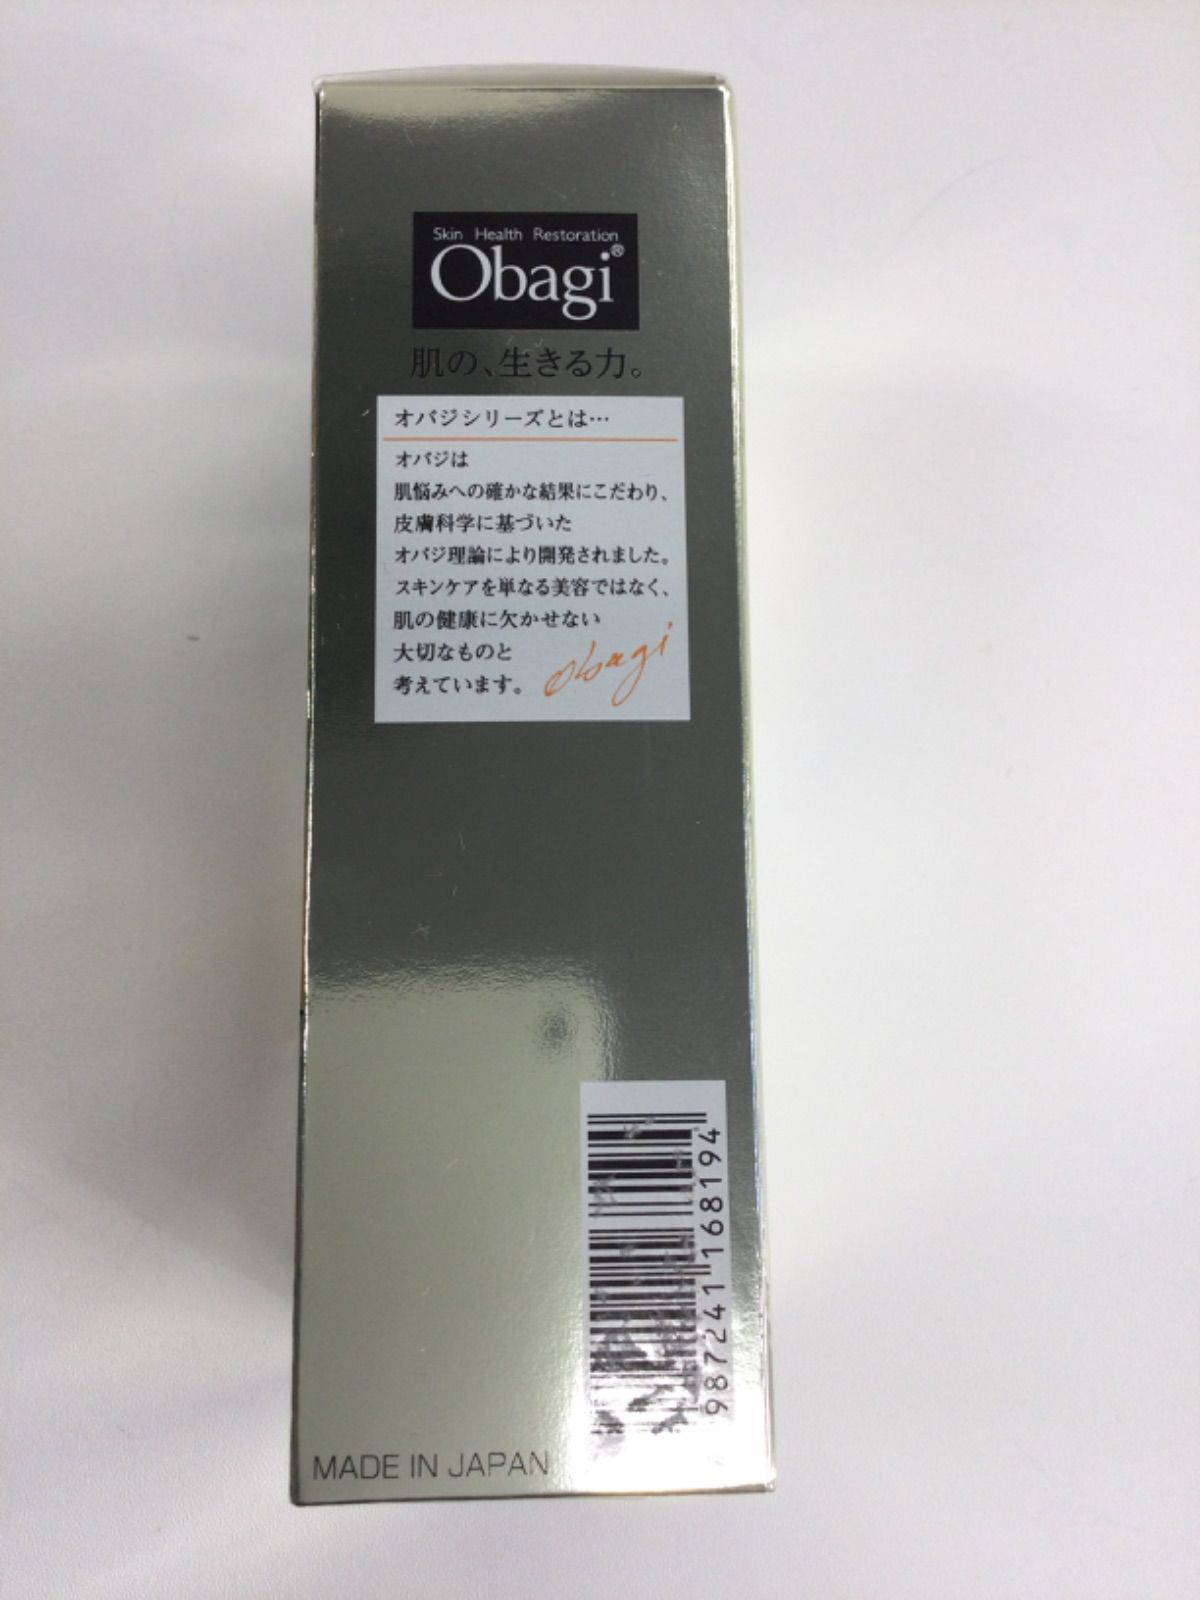 Skin Health Restoration
Obagi®
肌の、生きる力。
オバジシリーズとは…
オバジは
肌悩みへの確かな結果にこだわり、
皮膚科学に基づいた
オバジ理論により開発されました。
スキンケアを単なる美容ではなく、
肌の健康に欠かせない
大切なものと
考えています。
Obagi
987241168194
MADE IN JAPAN